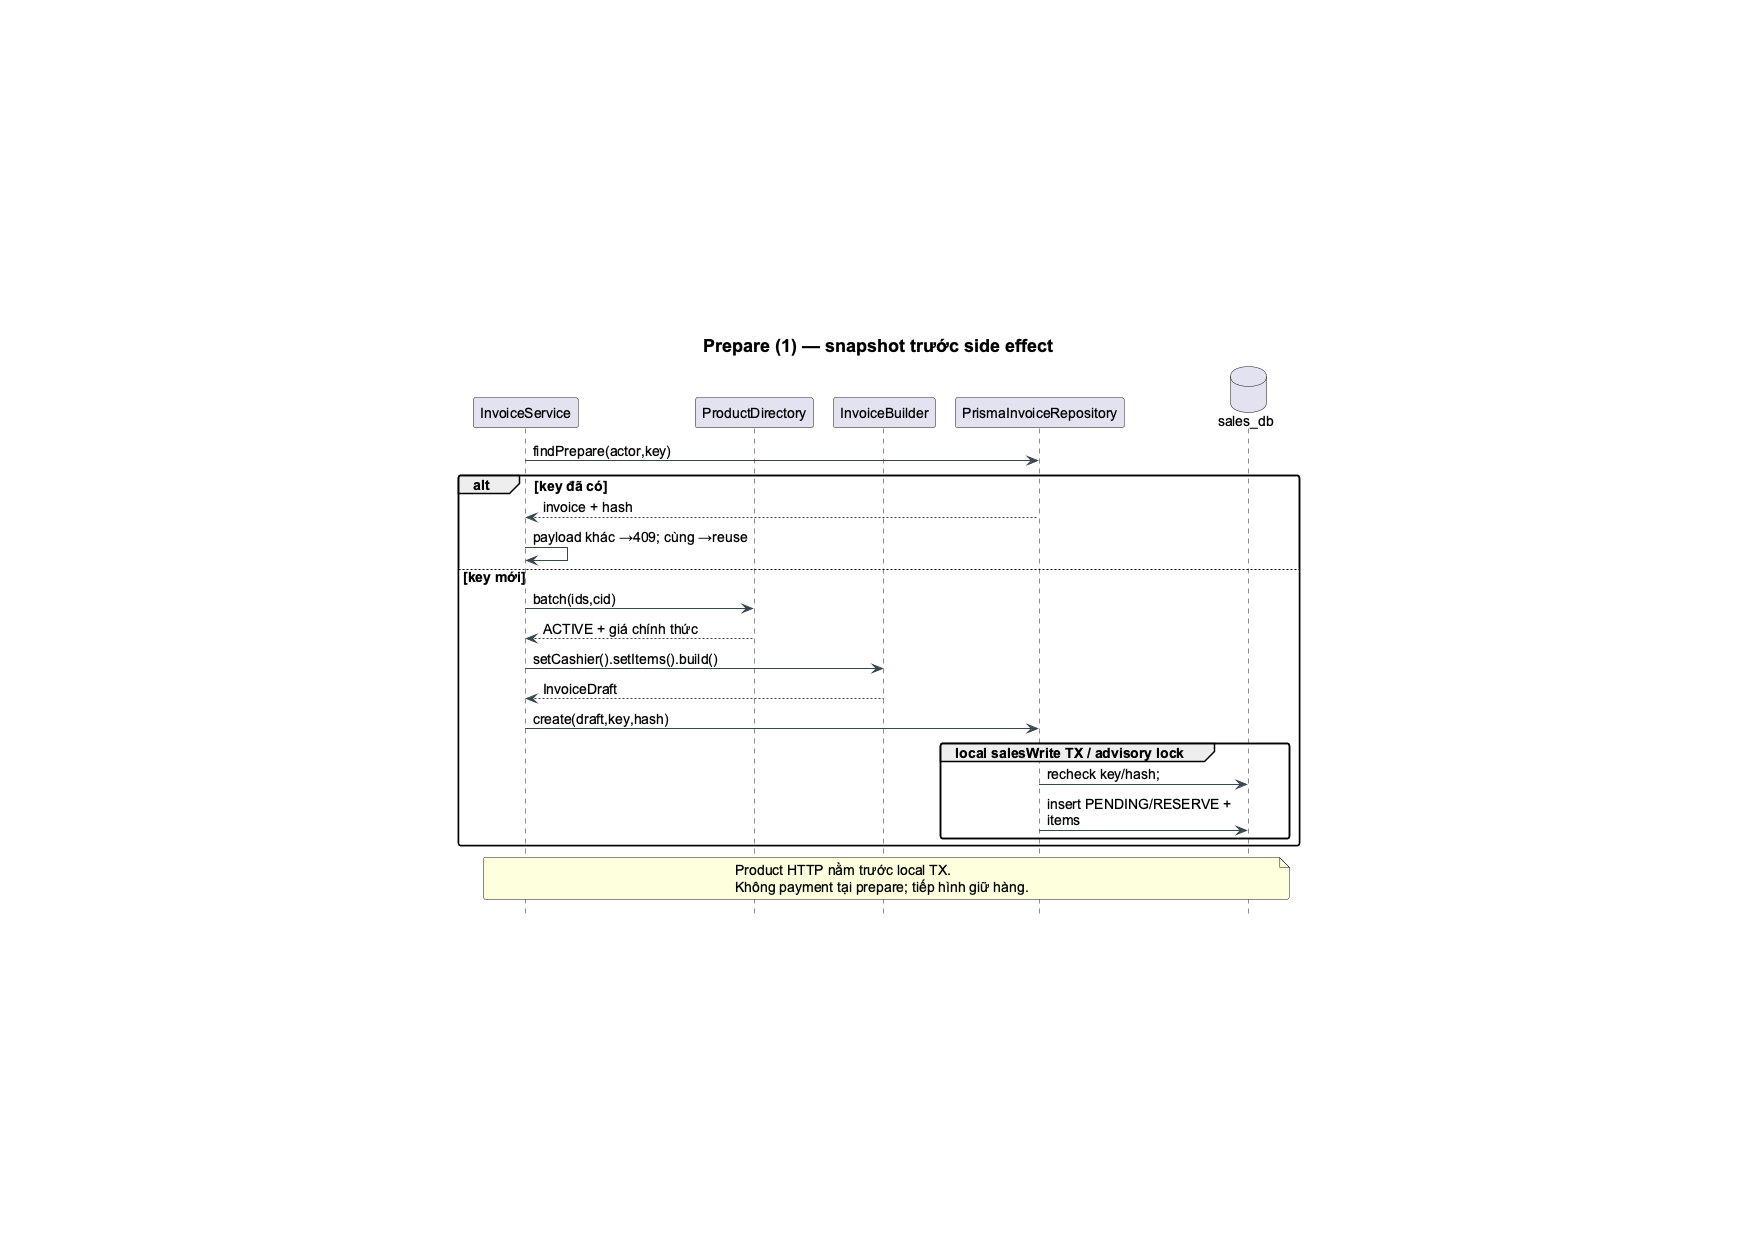 Prepare (1) — snapshot trước side effect
InvoiceService
ProductDirectory
InvoiceBuilder
PrismaInvoiceRepository
sales_db
findPrepare(actor,key)
alt
[key đã có]
invoice + hash
payload khác →409; cùng →reuse
[key mới]
batch(ids,cid)
ACTIVE + giá chính thức
setCashier().setItems().build()
InvoiceDraft
create(draft,key,hash)
local salesWrite TX / advisory lock
recheck key/hash;
insert PENDING/RESERVE +
items
Product HTTP nằm trước local TX.
Không payment tại prepare; tiếp hình giữ hàng.